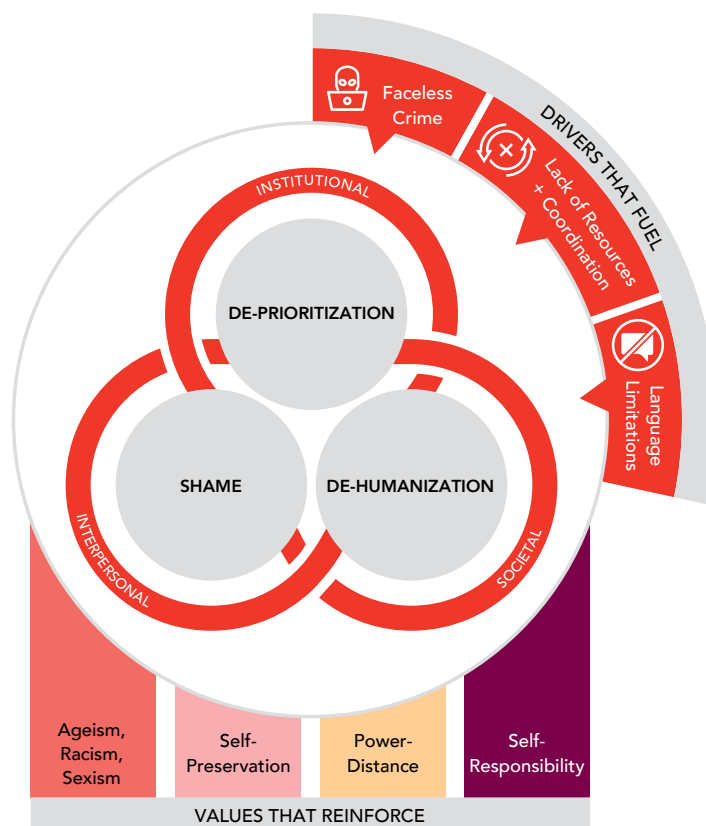 Faceless
Crime
Lack of Resources
+ Coordination
Language
Limitations
DRIVERS THAT FUEL
INSTITUTIONAL
DE-PRIORITIZATION
SHAME
DE-HUMANIZATION
INTERPERSONAL
SOCIETAL
Ageism,
Racism,
Sexism
Self-
Preservation
Power-
Distance
Self-
Responsibility
VALUES THAT REINFORCE